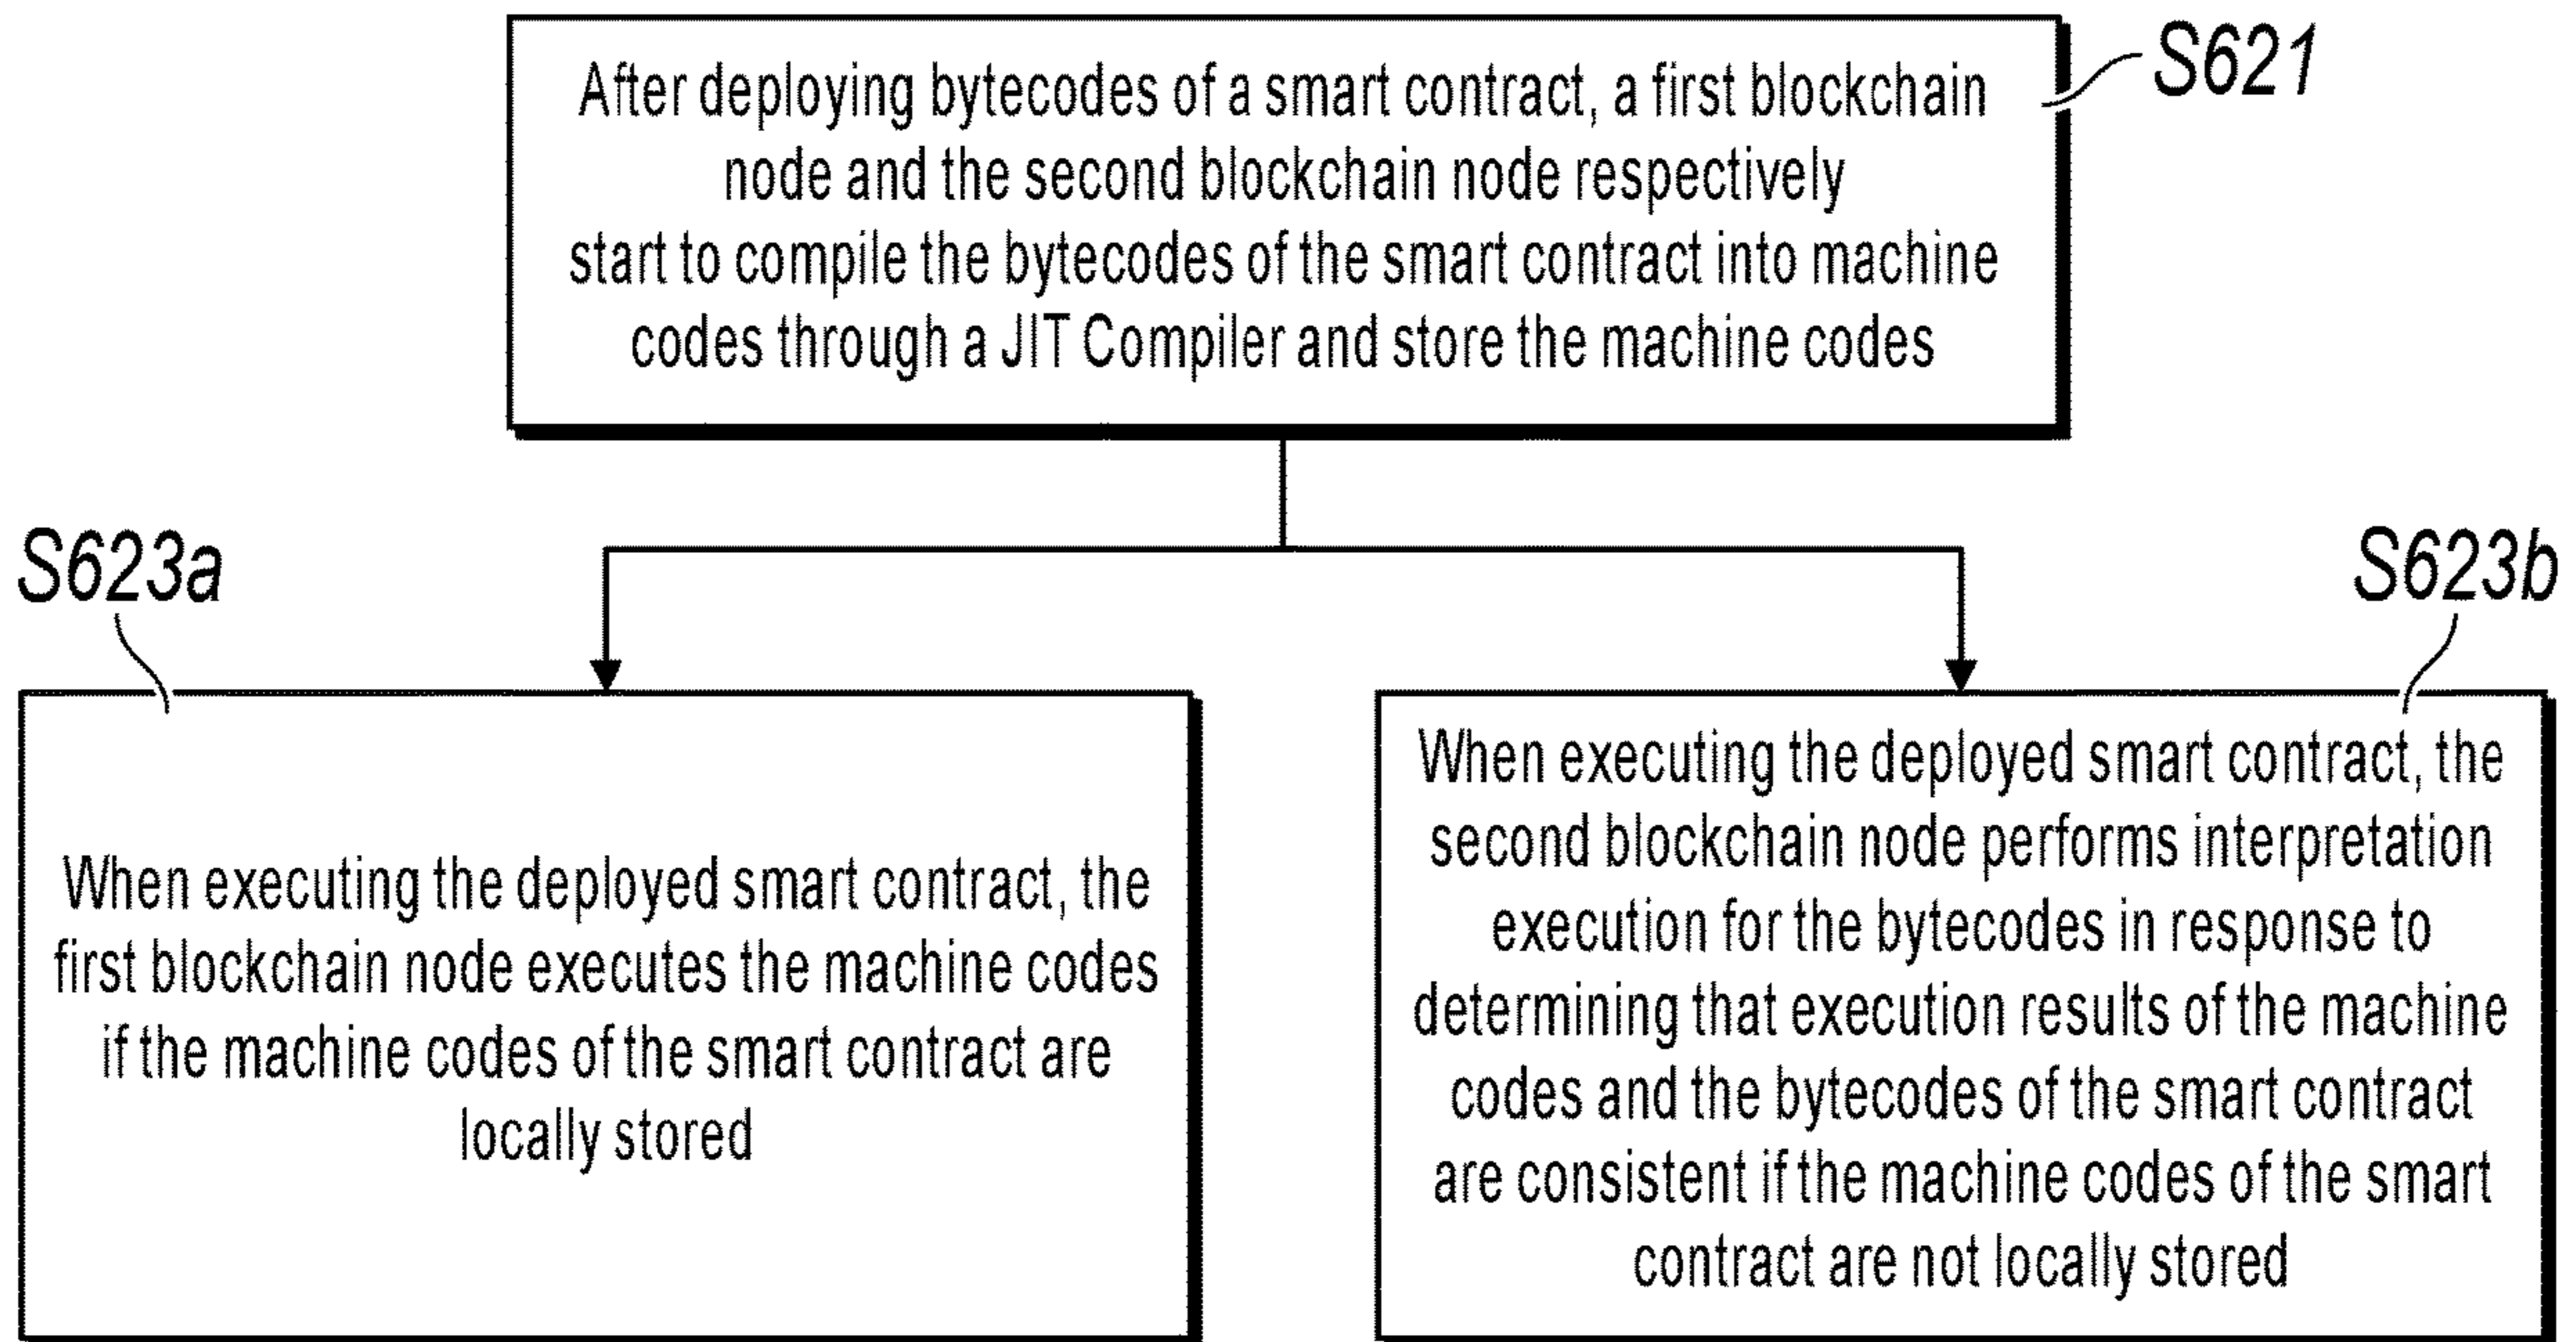 After deploying bytecodes of a smart contract, a first blockchain
node and the second blockchain node respectively
start to compile the bytecodes of the smart contract into machine
codes through a JIT Compiler and store the machine codes
S621
S623a
When executing the deployed smart contract, the
first blockchain node executes the machine codes
if the machine codes of the smart contract are
locally stored
S623b
When executing the deployed smart contract, the
second blockchain node performs interpretation
execution for the bytecodes in response to
determining that execution results of the machine
codes and the bytecodes of the smart contract
are consistent if the machine codes of the smart
contract are not locally stored